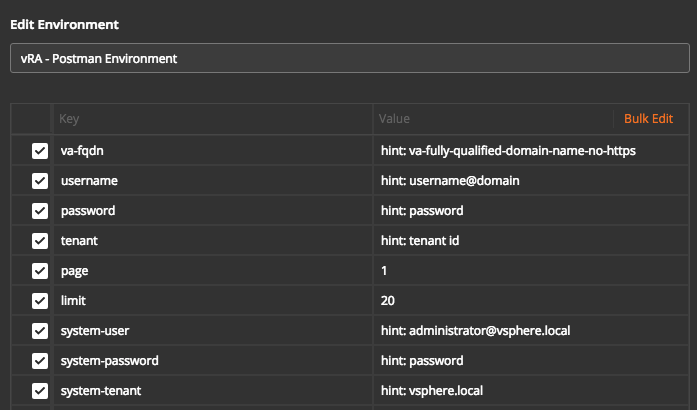 Edit Environment
vRA - Postman Environment
Key Value Bulk Edit
va-fqdn hint: va-fully-qualified-domain-name-no-https
username hint: username@domain
password hint: password
tenant hint: tenant id
page 1
limit 20
system-user hint: administrator@vsphere.local
system-password hint: password
system-tenant hint: vsphere.local